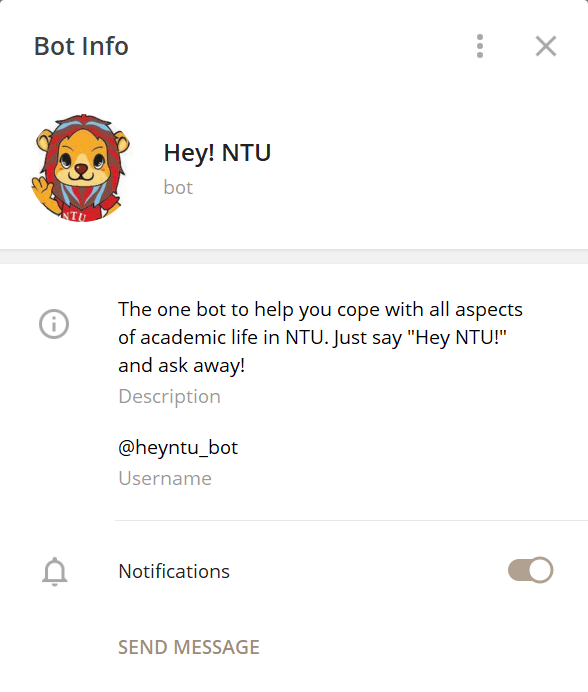 Bot Info
Hey! NTU
bot
NTU
The one bot to help you cope with all aspects
of academic life in NTU. Just say "Hey NTU!"
and ask away!
Description
@heyntu_bot
Username
Notifications
SEND MESSAGE